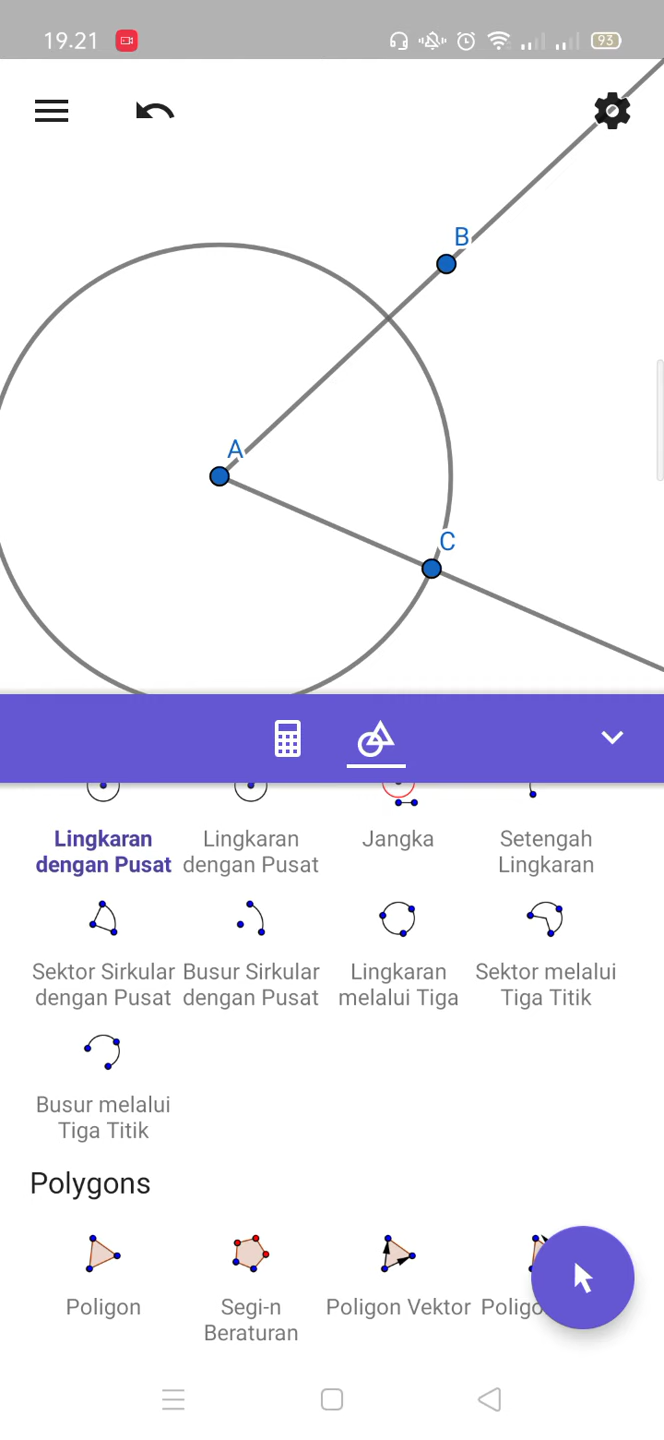 19.21
93
B
A
C
Lingkaran dengan Pusat
Lingkaran dengan Pusat
Jangka
Setengah Lingkaran
Sektor Sirkular dengan Pusat
Busur Sirkular dengan Pusat
Lingkaran melalui Tiga
Sektor melalui Tiga Titik
Busur melalui Tiga Titik
Polygons
Poligon
Segi-n Beraturan
Poligon Vektor